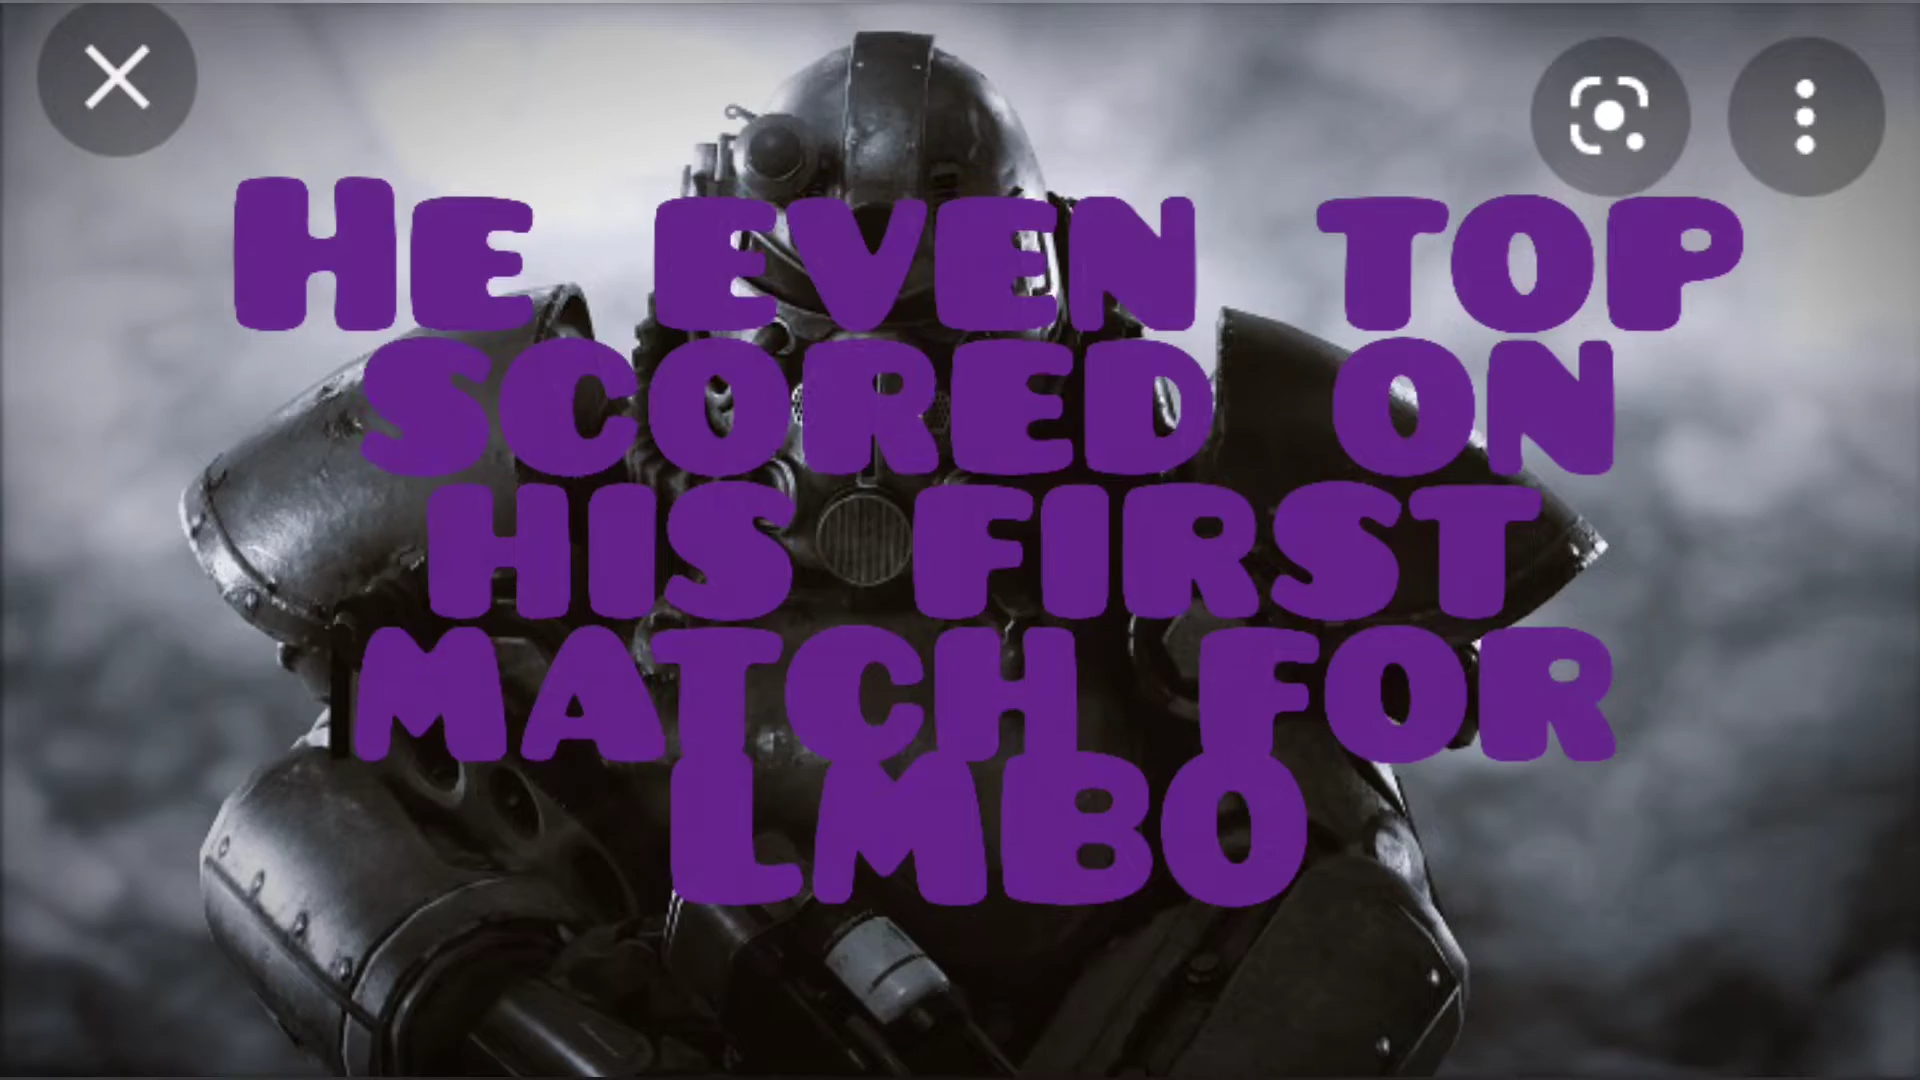 He even top
scored on
his first
match for
LMBO